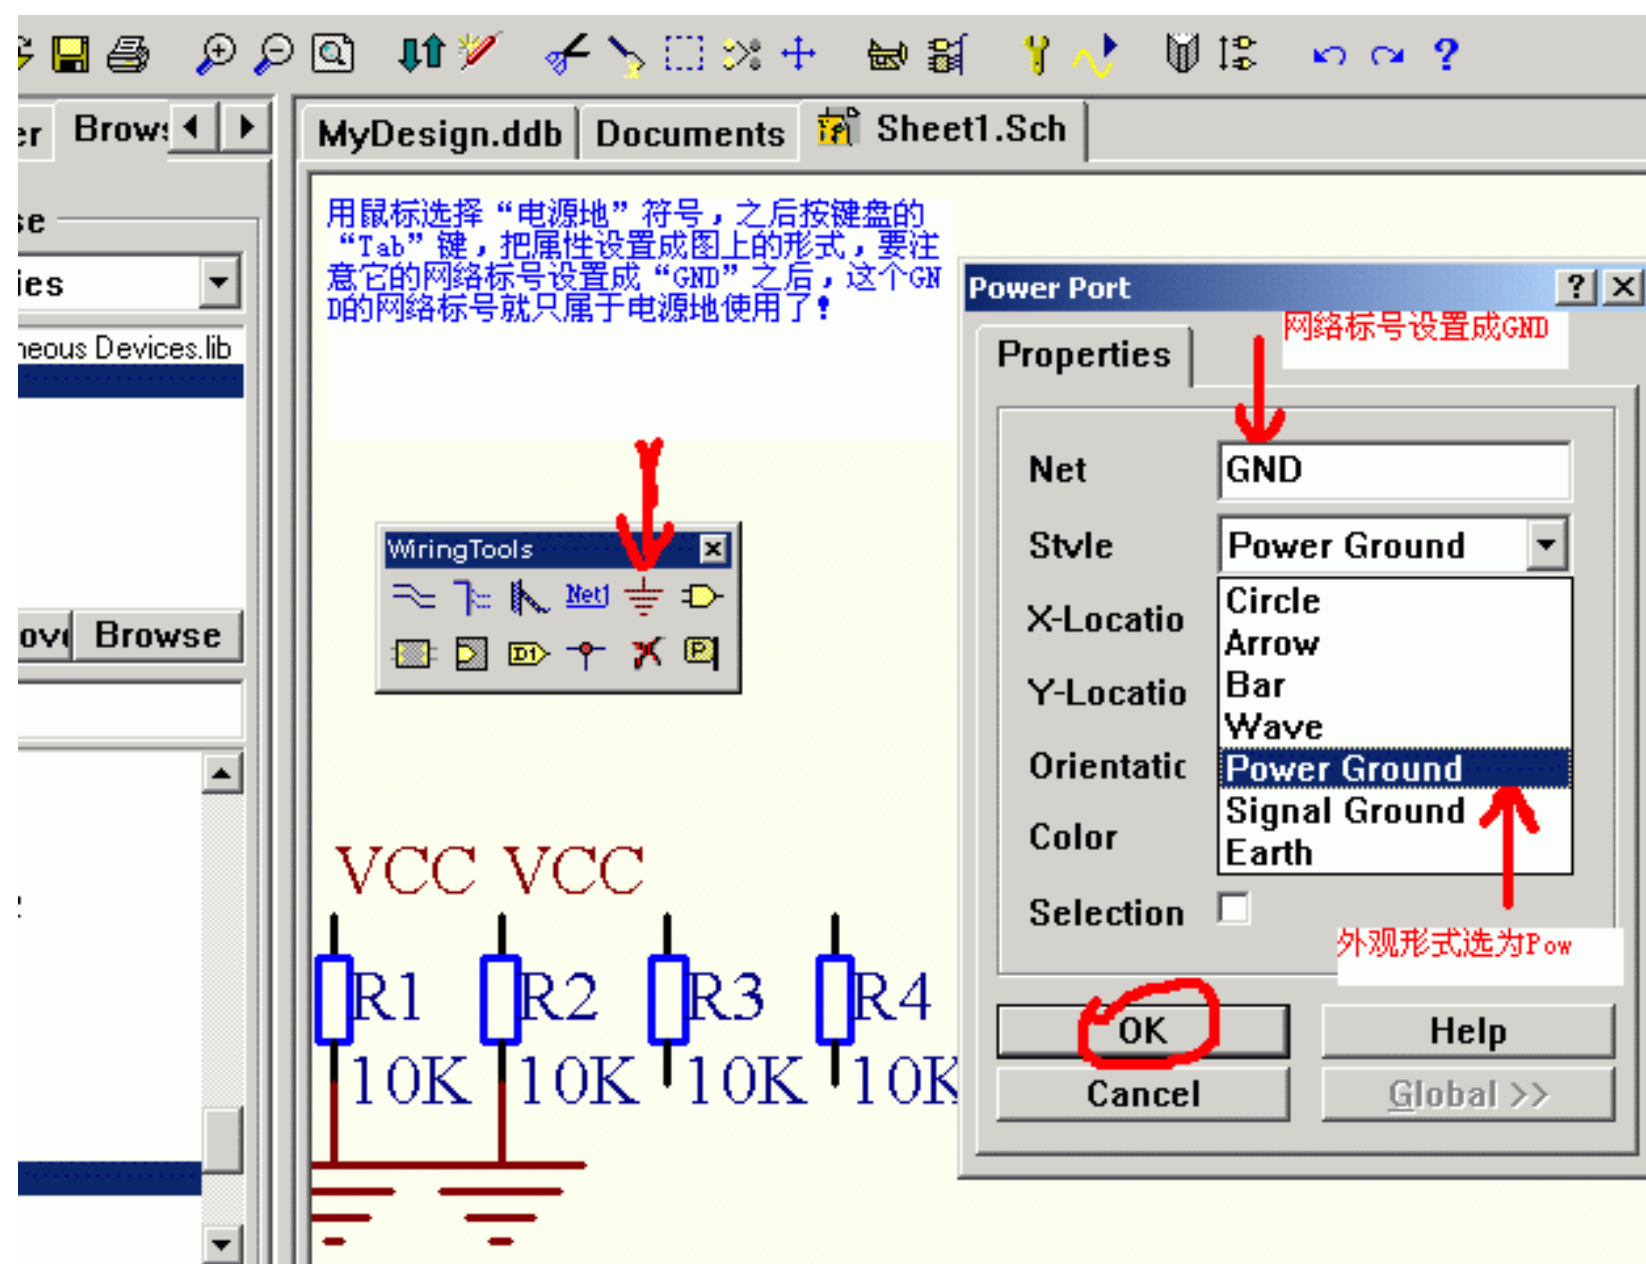 Brows
MyDesign.ddb
Documents
Sheet1.Sch
用鼠标选择“电源地”符号，之后按键盘的
“Tab”键，把属性设置成图上的形式，要注
意它的网络标号设置成“GND”之后，这个GN
D的网络标号就只属于电源地使用了！
neous Devices.lib
Browse
WiringTools
Net1
D1
P
VCC VCC
R1 R2 R3 R4
10K 10K 10K 10K
Power Port
网络标号设置成GND
Properties
Net GND
Style Power Ground
Circle
X-Locatio
Arrow
Y-Locatio
Bar
Wave
Orientatic
Power Ground
Signal Ground
Color
Earth
Selection
外观形式选为Pow
OK Help
Cancel Global >>